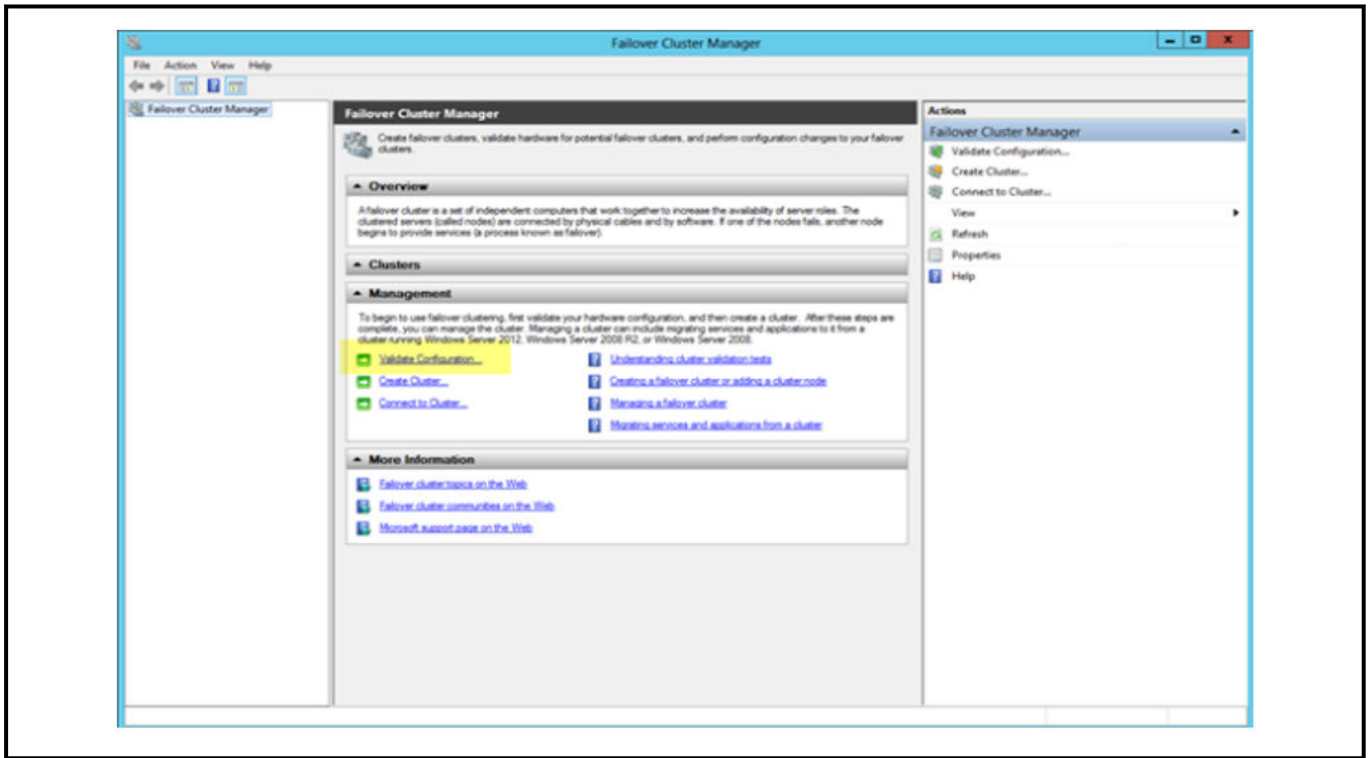 Failover Cluster Manager
File Action View Help
Failover Cluster Manager
Failover Cluster Manager
Create failover clusters, validate hardware for potential failover clusters, and perform configuration changes to your failover
clusters.
Overview
A failover cluster is a set of independent computers that work together to increase the availability of server roles. The
clustered servers (called nodes) are connected by physical cables and by software. If one of the nodes fails, another node
begins to provide services (a process known as failover).
Clusters
Management
To begin to use failover clustering, first validate your hardware configuration, and then create a cluster. After these steps are
complete, you can manage the cluster. Managing a cluster can include migrating services and applications to it from a
cluster running Windows Server 2012, Windows Server 2008 R2, or Windows Server 2008.
Validate Configuration...
Understanding cluster validation tests
Create Cluster...
Creating a failover cluster or adding a cluster node
Connect to Cluster...
Managing a failover cluster
Migrating services and applications from a cluster
More Information
Failover cluster topics on the Web
Failover cluster communities on the Web
Microsoft support page on the Web
Actions
Failover Cluster Manager
Validate Configuration...
Create Cluster...
Connect to Cluster...
View
Refresh
Properties
Help